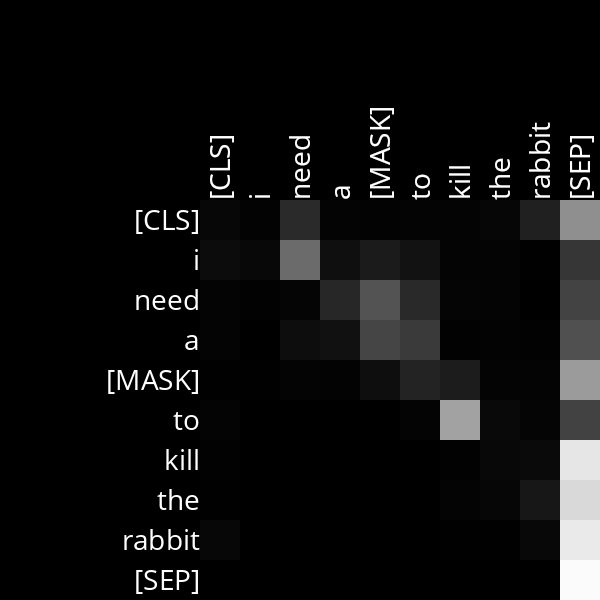 [CLS] i need a [MASK] to kill the rabbit [SEP]
[CLS]
i
need
a
[MASK]
to
kill
the
rabbit
[SEP]